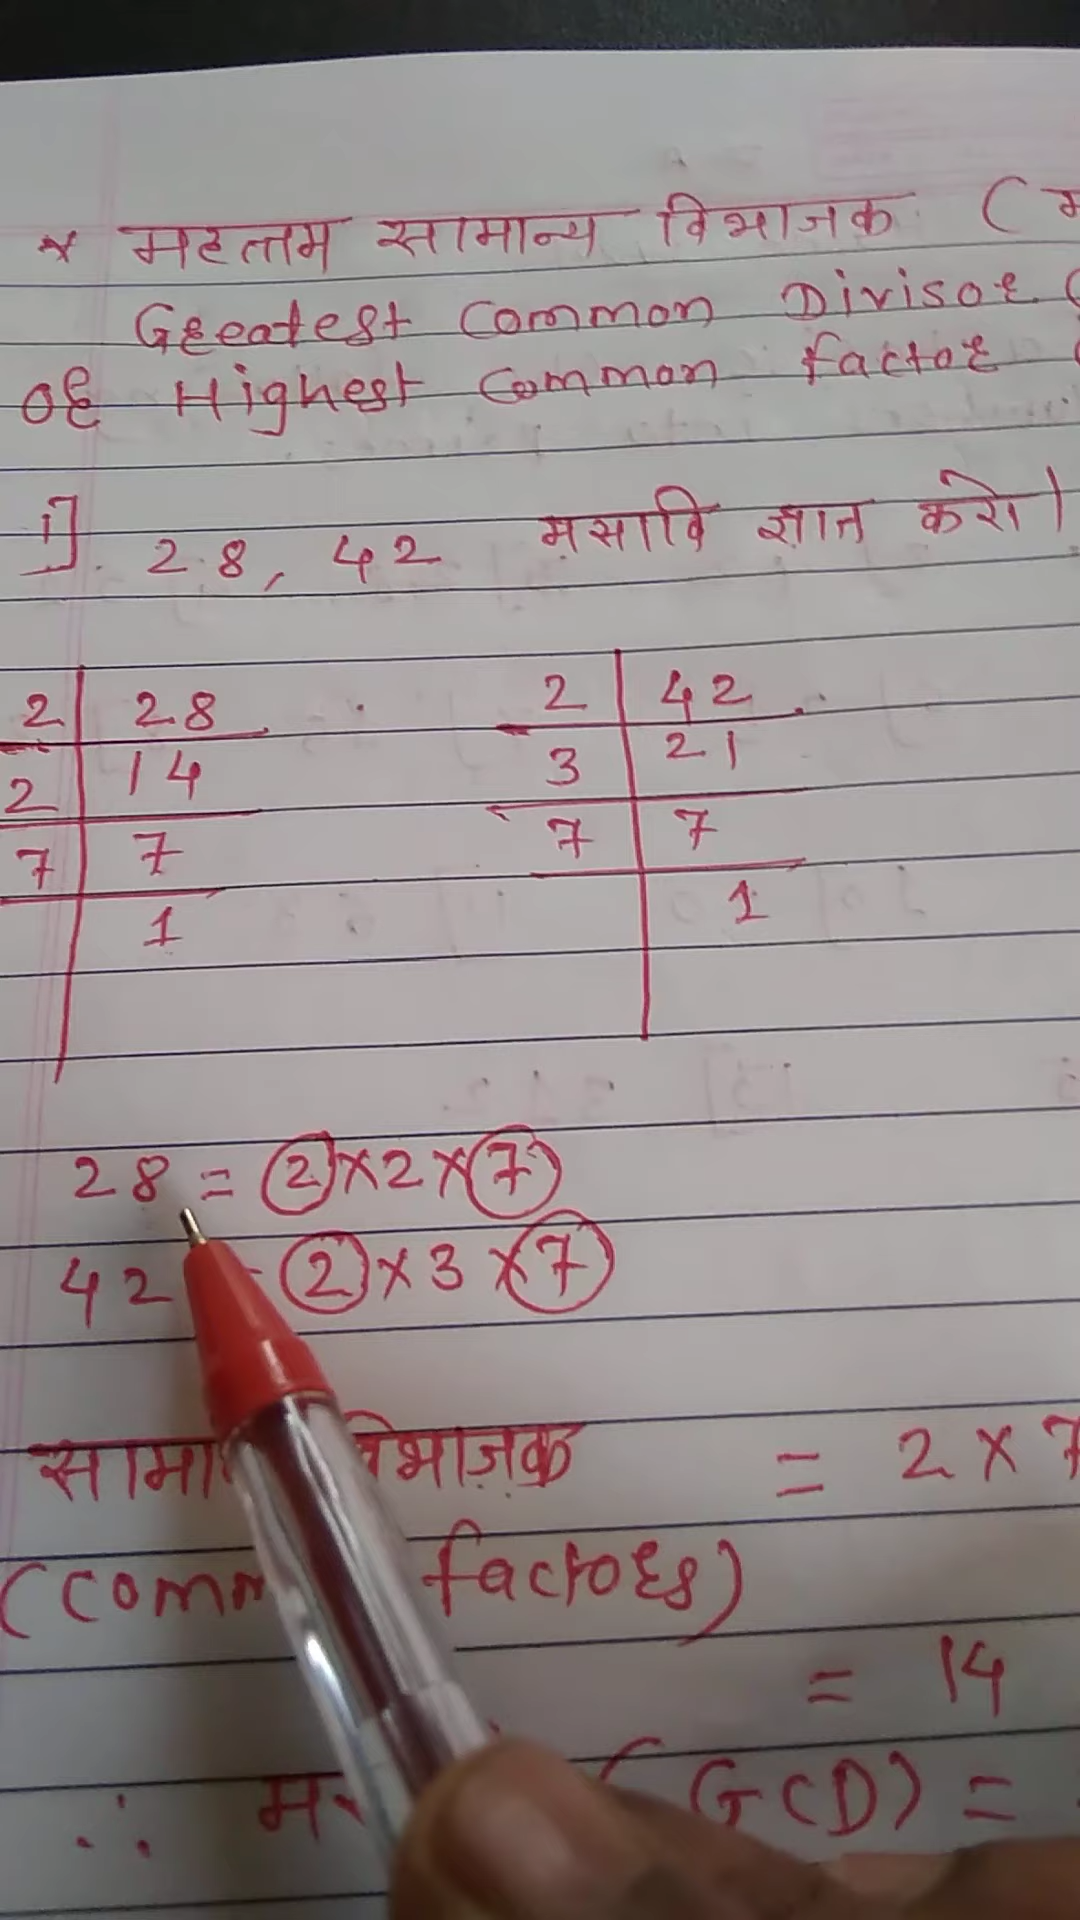 * महत्तम सामान्य विभाजक (म
Greatest Common Divisor (
or Highest Common factor (
1]. 28, 42 मसावि ज्ञात करो।
2 | 28
2 | 14
7 | 7
1
2 | 42
3 | 21
7 | 7
1
28 = 2×2×7
42 = 2×3×7
सामा विभाजक = 2×7
(comm factors)
= 14
∴ म (GCD) =